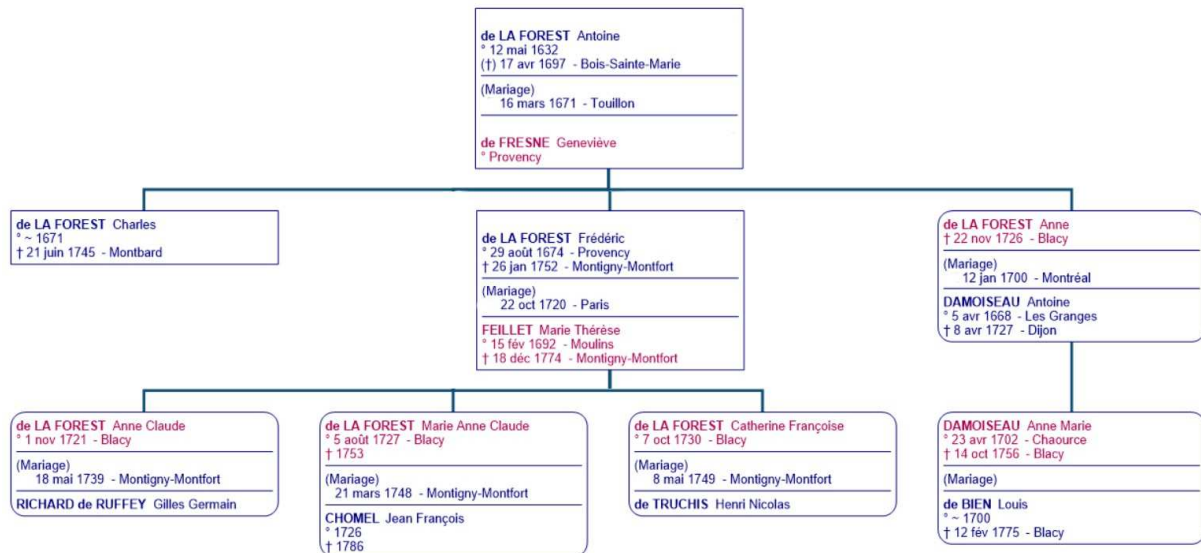 de LA FOREST Antoine
° 12 mai 1632
(†) 17 avr 1697 - Bois-Sainte-Marie
(Mariage)
16 mars 1671 - Touillon
de FRESNE Geneviève
° Provency
de LA FOREST Charles
° ~ 1671
† 21 juin 1745 - Montbard
de LA FOREST Frédéric
° 29 août 1674 - Provency
† 26 jan 1752 - Montigny-Montfort
(Mariage)
22 oct 1720 - Paris
FEILLET Marie Thérèse
° 15 fév 1692 - Moulins
† 18 déc 1774 - Montigny-Montfort
de LA FOREST Anne
† 22 nov 1726 - Blacy
(Mariage)
12 jan 1700 - Montréal
DAMOISEAU Antoine
° 5 avr 1668 - Les Granges
† 8 avr 1727 - Dijon
de LA FOREST Anne Claude
° 1 nov 1721 - Blacy
(Mariage)
18 mai 1739 - Montigny-Montfort
RICHARD de RUFFEY Gilles Germain
de LA FOREST Marie Anne Claude
° 5 août 1727 - Blacy
† 1753
(Mariage)
21 mars 1748 - Montigny-Montfort
CHOMEL Jean François
° 1726
† 1786
de LA FOREST Catherine Françoise
° 7 oct 1730 - Blacy
(Mariage)
8 mai 1749 - Montigny-Montfort
de TRUCHIS Henri Nicolas
DAMOISEAU Anne Marie
° 23 avr 1702 - Chaource
† 14 oct 1756 - Blacy
(Mariage)
de BIEN Louis
° ~ 1700
† 12 fév 1775 - Blacy